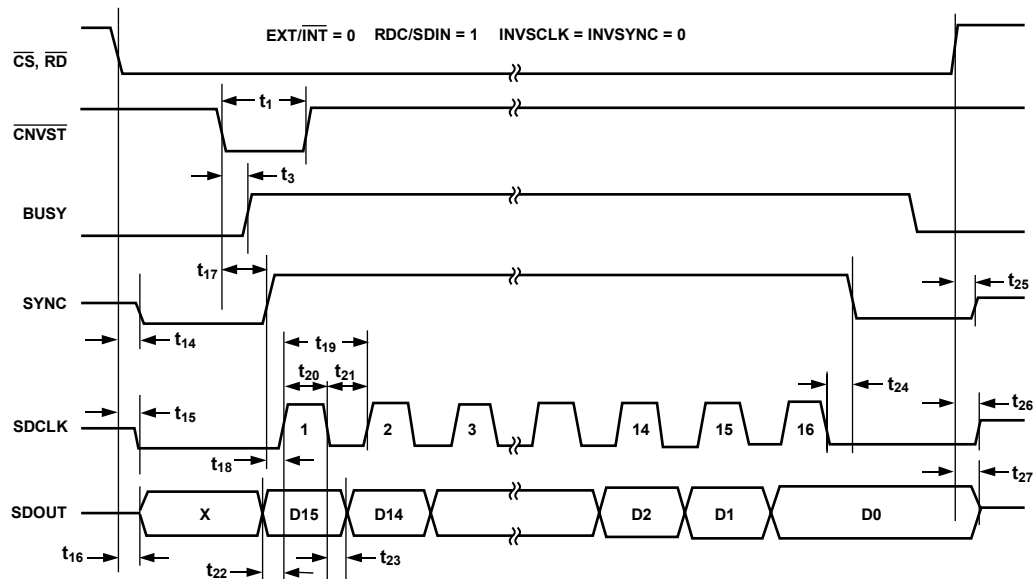 EXT/INT = 0 RDC/SDIN = 1 INVSCLK = INVSYNC = 0
CS, RD
t1
CNVST
t3
BUSY
t17
SYNC
t25
t14
t19
t20 t21
t24
t15
t26
SDCLK
1 2 3 14 15 16
t18
t27
SDOUT
X D15 D14 D2 D1 D0
t16
t22
t23